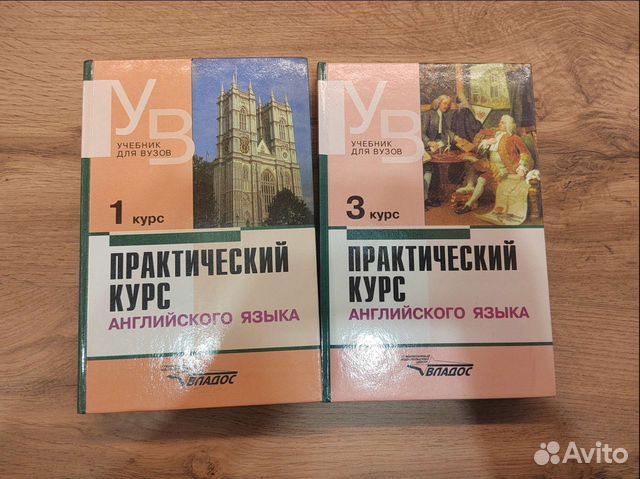 УВ
УЧЕБНИК
ДЛЯ ВУЗОВ
1 курс
ПРАКТИЧЕСКИЙ
КУРС
АНГЛИЙСКОГО ЯЗЫКА
ВЛАДОС
УВ
УЧЕБНИК
ДЛЯ ВУЗОВ
3 курс
ПРАКТИЧЕСКИЙ
КУРС
АНГЛИЙСКОГО ЯЗЫКА
ВЛАДОС
Avito